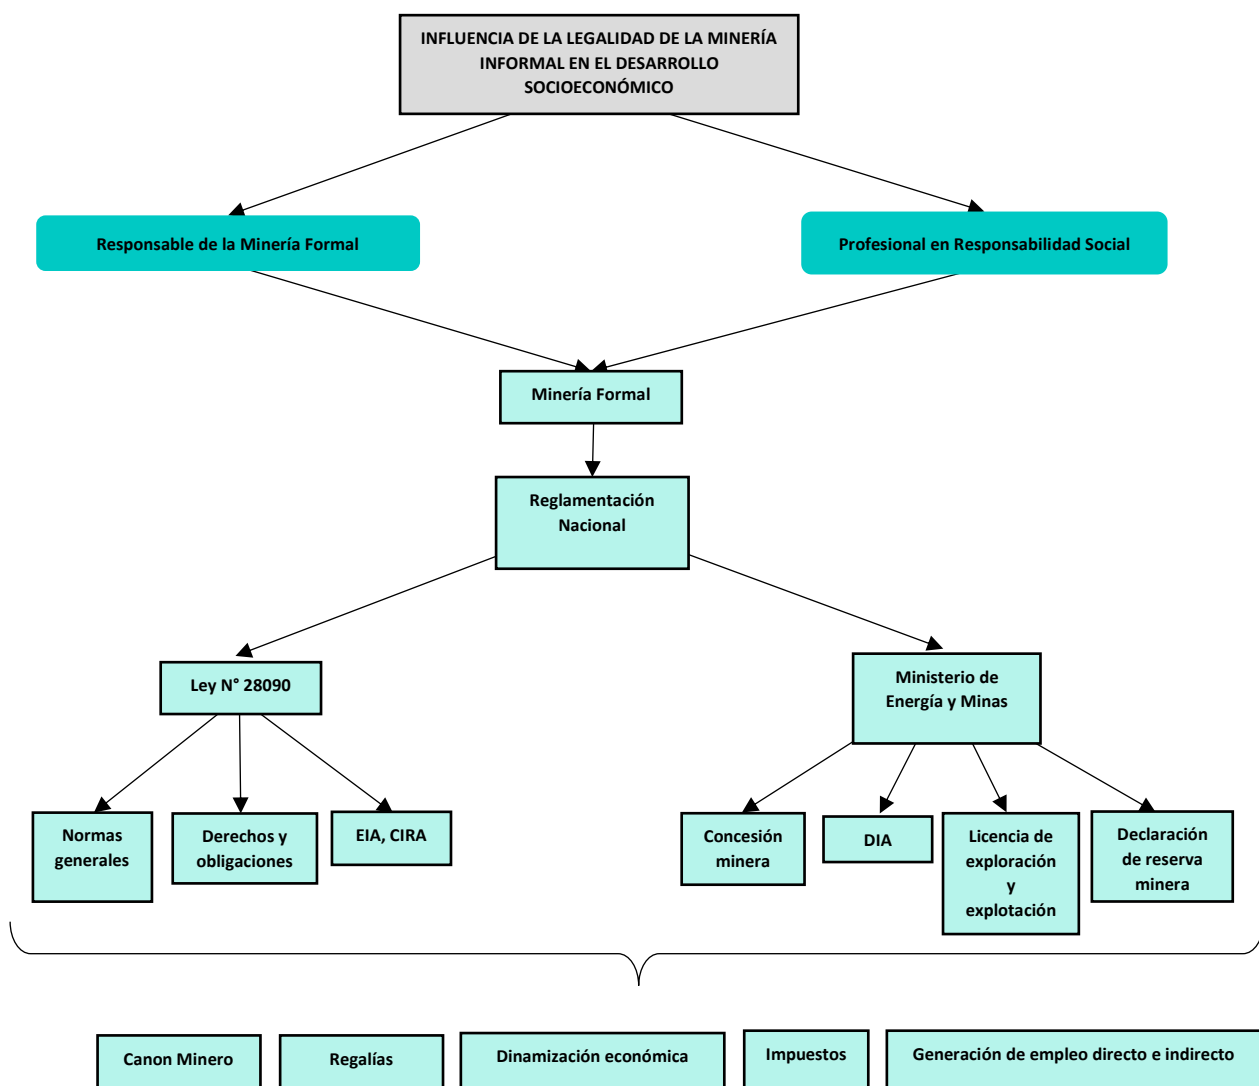 INFLUENCIA DE LA LEGALIDAD DE LA MINERÍA
INFORMAL EN EL DESARROLLO
SOCIOECONÓMICO
Responsable de la Minería Formal
Profesional en Responsabilidad Social
Minería Formal
Reglamentación
Nacional
Ley N° 28090
Ministerio de
Energía y Minas
Normas
generales
Derechos y
obligaciones
EIA, CIRA
Concesión
minera
DIA
Licencia de
exploración
y
explotación
Declaración
de reserva
minera
Canon Minero
Regalías
Dinamización económica
Impuestos
Generación de empleo directo e indirecto